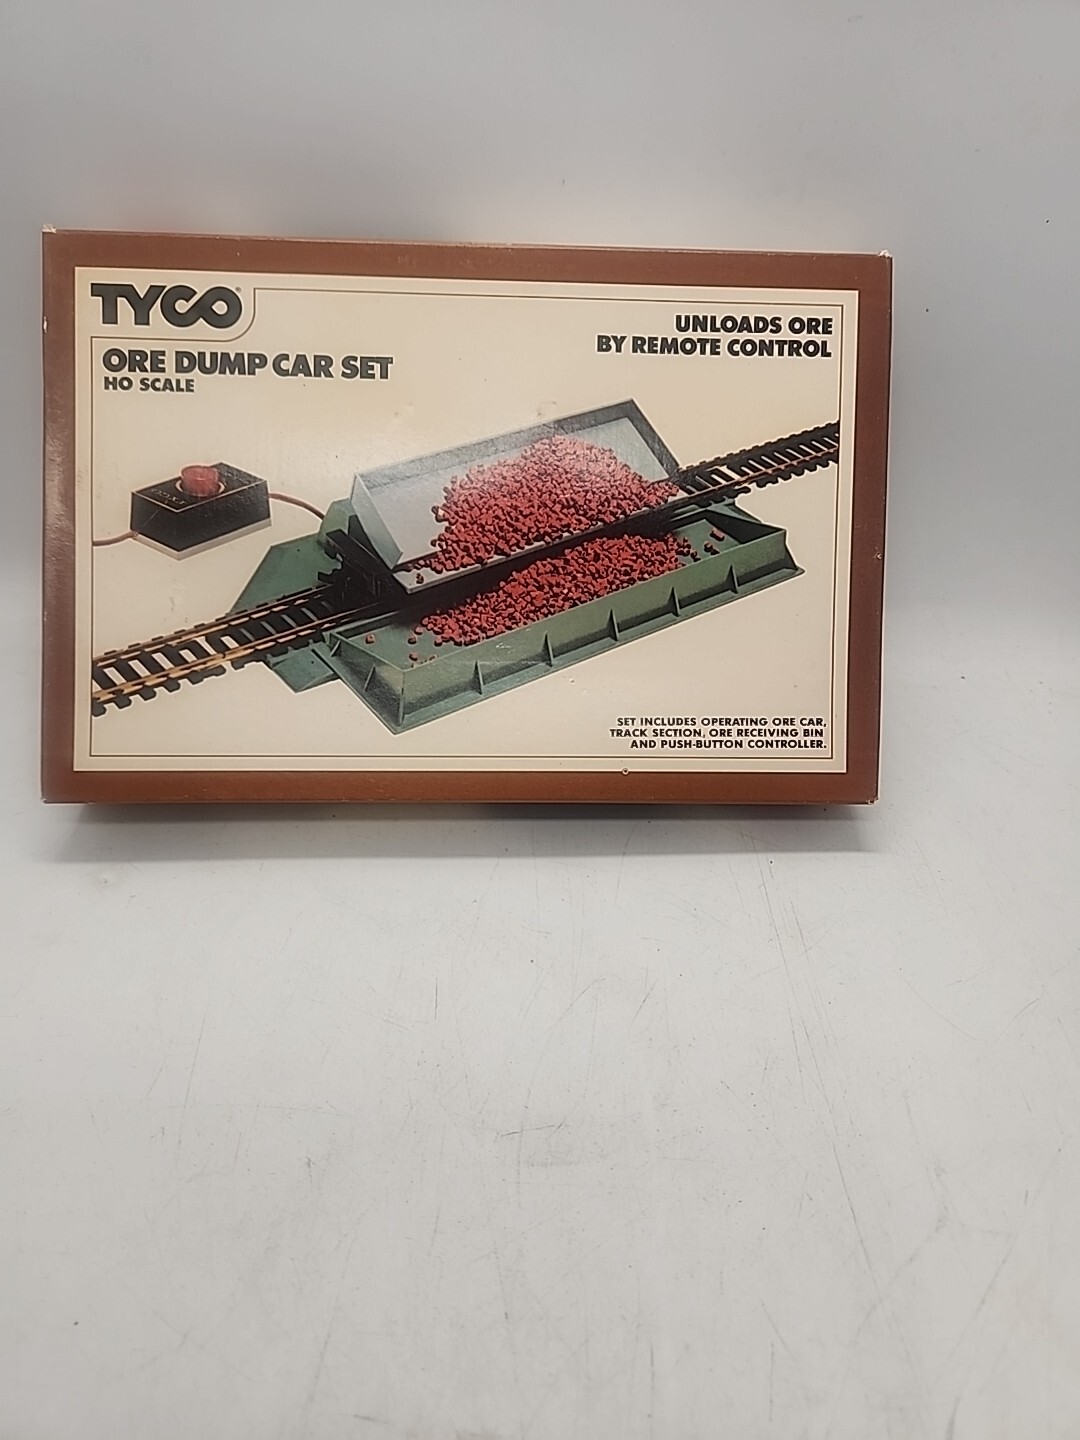 TYCO®
ORE DUMP CAR SET
HO SCALE
UNLOADS ORE
BY REMOTE CONTROL
SET INCLUDES OPERATING ORE CAR,
TRACK SECTION, ORE RECEIVING BIN
AND PUSH-BUTTON CONTROLLER.